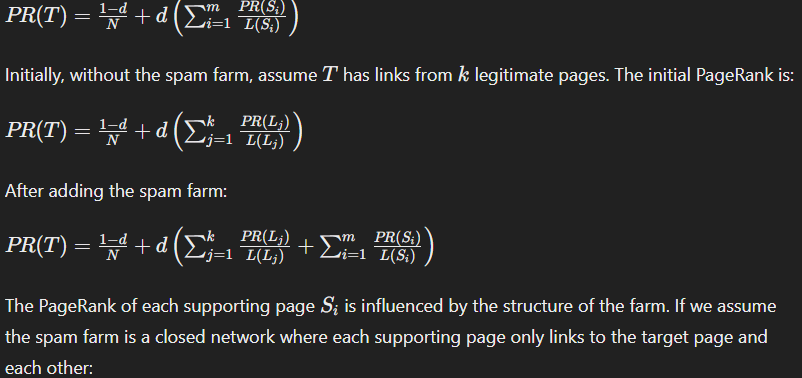 PR(T) = \frac{1-d}{N} + d \left( \sum_{i=1}^{m} \frac{PR(S_i)}{L(S_i)} \right)
Initially, without the spam farm, assume T has links from k legitimate pages. The initial PageRank is:
PR(T) = \frac{1-d}{N} + d \left( \sum_{j=1}^{k} \frac{PR(L_j)}{L(L_j)} \right)
After adding the spam farm:
PR(T) = \frac{1-d}{N} + d \left( \sum_{j=1}^{k} \frac{PR(L_j)}{L(L_j)} + \sum_{i=1}^{m} \frac{PR(S_i)}{L(S_i)} \right)
The PageRank of each supporting page S_i is influenced by the structure of the farm. If we assume
the spam farm is a closed network where each supporting page only links to the target page and
each other: